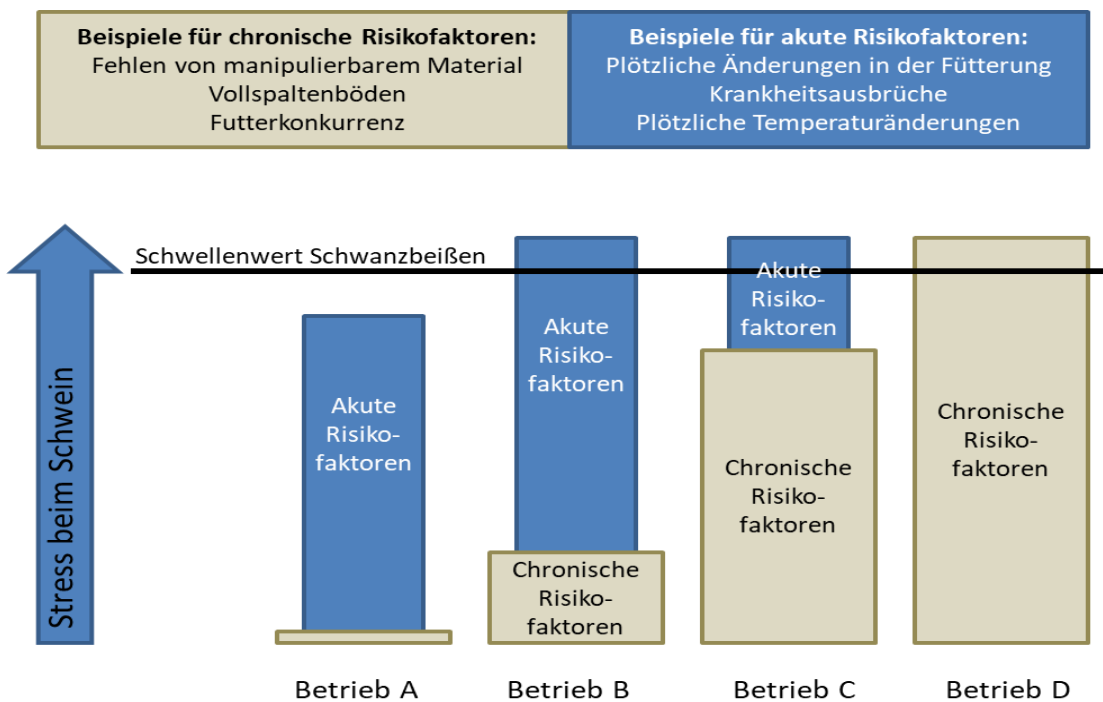 Beispiele für chronische Risikofaktoren:
Fehlen von manipulierbarem Material
Vollspaltenböden
Futterkonkurrenz
Beispiele für akute Risikofaktoren:
Plötzliche Änderungen in der Fütterung
Krankheitsausbrüche
Plötzliche Temperaturänderungen
Schwellenwert Schwanzbeißen
Stress beim Schwein
Akute
Risiko-
faktoren
Akute
Risiko-
faktoren
Chronische
Risiko-
faktoren
Akute
Risiko-
faktoren
Chronische
Risiko-
faktoren
Chronische
Risiko-
faktoren
Betrieb A
Betrieb B
Betrieb C
Betrieb D